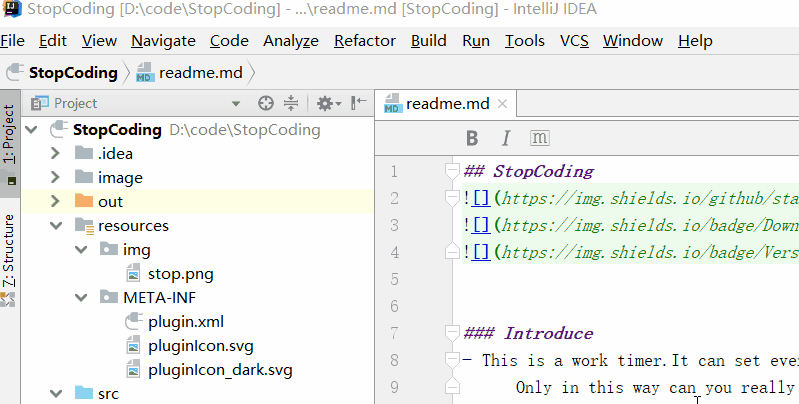 StopCoding [D:\code\StopCoding] - ...\readme.md [StopCoding] - IntelliJ IDEA
File Edit View Navigate Code Analyze Refactor Build Run Tools VCS Window Help
StopCoding readme.md
Project
readme.md
1: Project
Z: Structure
StopCoding D:\code\StopCoding
.idea
image
out
resources
img
stop.png
META-INF
plugin.xml
pluginIcon.svg
pluginIcon_dark.svg
src
B I m
1 ## StopCoding
2 ![](https://img.shields.io/github/sta
3 ![](https://img.shields.io/badge/Down
4 ![](https://img.shields.io/badge/Vers
5
6
7 ### Introduce
8 - This is a work timer.It can set eve
9 Only in this way can you really